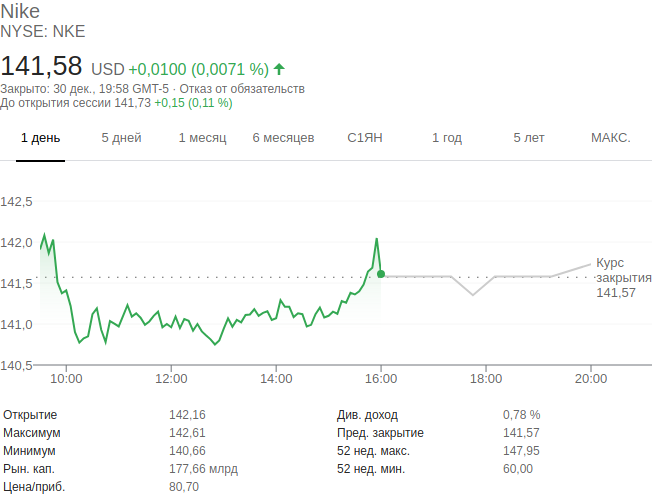 Nike
NYSE: NKE
141,58 USD +0,0100 (0,0071 %)
Закрыто: 30 дек., 19:58 GMT-5 · Отказ от обязательств
До открытия сессии 141,73 +0,15 (0,11 %)
1 день 5 дней 1 месяц 6 месяцев С1ЯН 1 год 5 лет МАКС.
142,5
142,0
141,5
141,0
140,5
Курс
закрытия
141,57
10:00 12:00 14:00 16:00 18:00 20:00
Открытие 142,16 Див. доход 0,78 %
Максимум 142,61 Пред. закрытие 141,57
Минимум 140,66 52 нед. макс. 147,95
Рын. кап. 177,66 млрд 52 нед. мин. 60,00
Цена/приб. 80,70